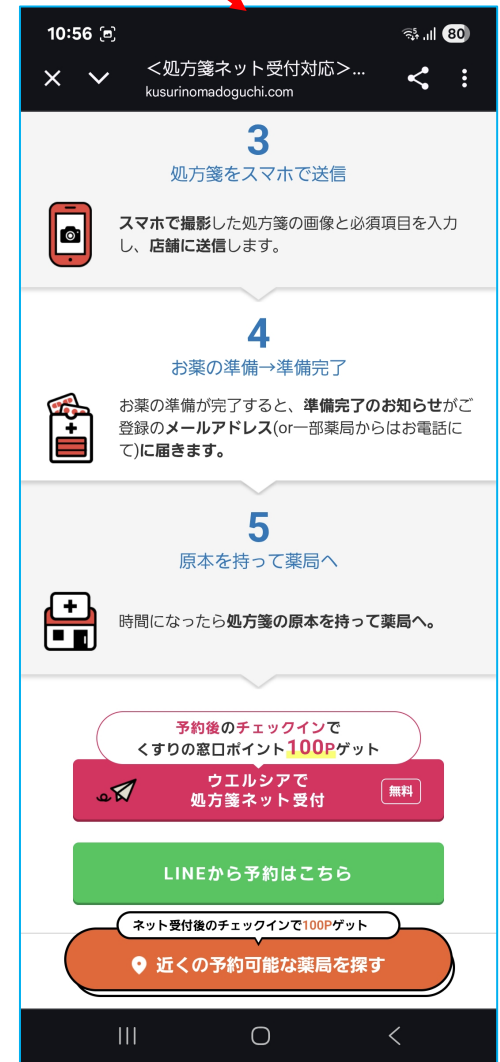 10:56
80
<処方箋ネット受付対応>...
kusurinomadoguchi.com
3
処方箋をスマホで送信
スマホで撮影した処方箋の画像と必須項目を入力
し、店舗に送信します。
4
お薬の準備→準備完了
お薬の準備が完了すると、準備完了のお知らせがご
登録のメールアドレス(or一部薬局からはお電話に
て)に届きます。
5
原本を持って薬局へ
時間になったら処方箋の原本を持って薬局へ。
予約後のチェックインで
くすりの窓口ポイント100Pゲット
ウエルシアで
処方箋ネット受付
無料
LINEから予約はこちら
ネット受付後のチェックインで100Pゲット
近くの予約可能な薬局を探す